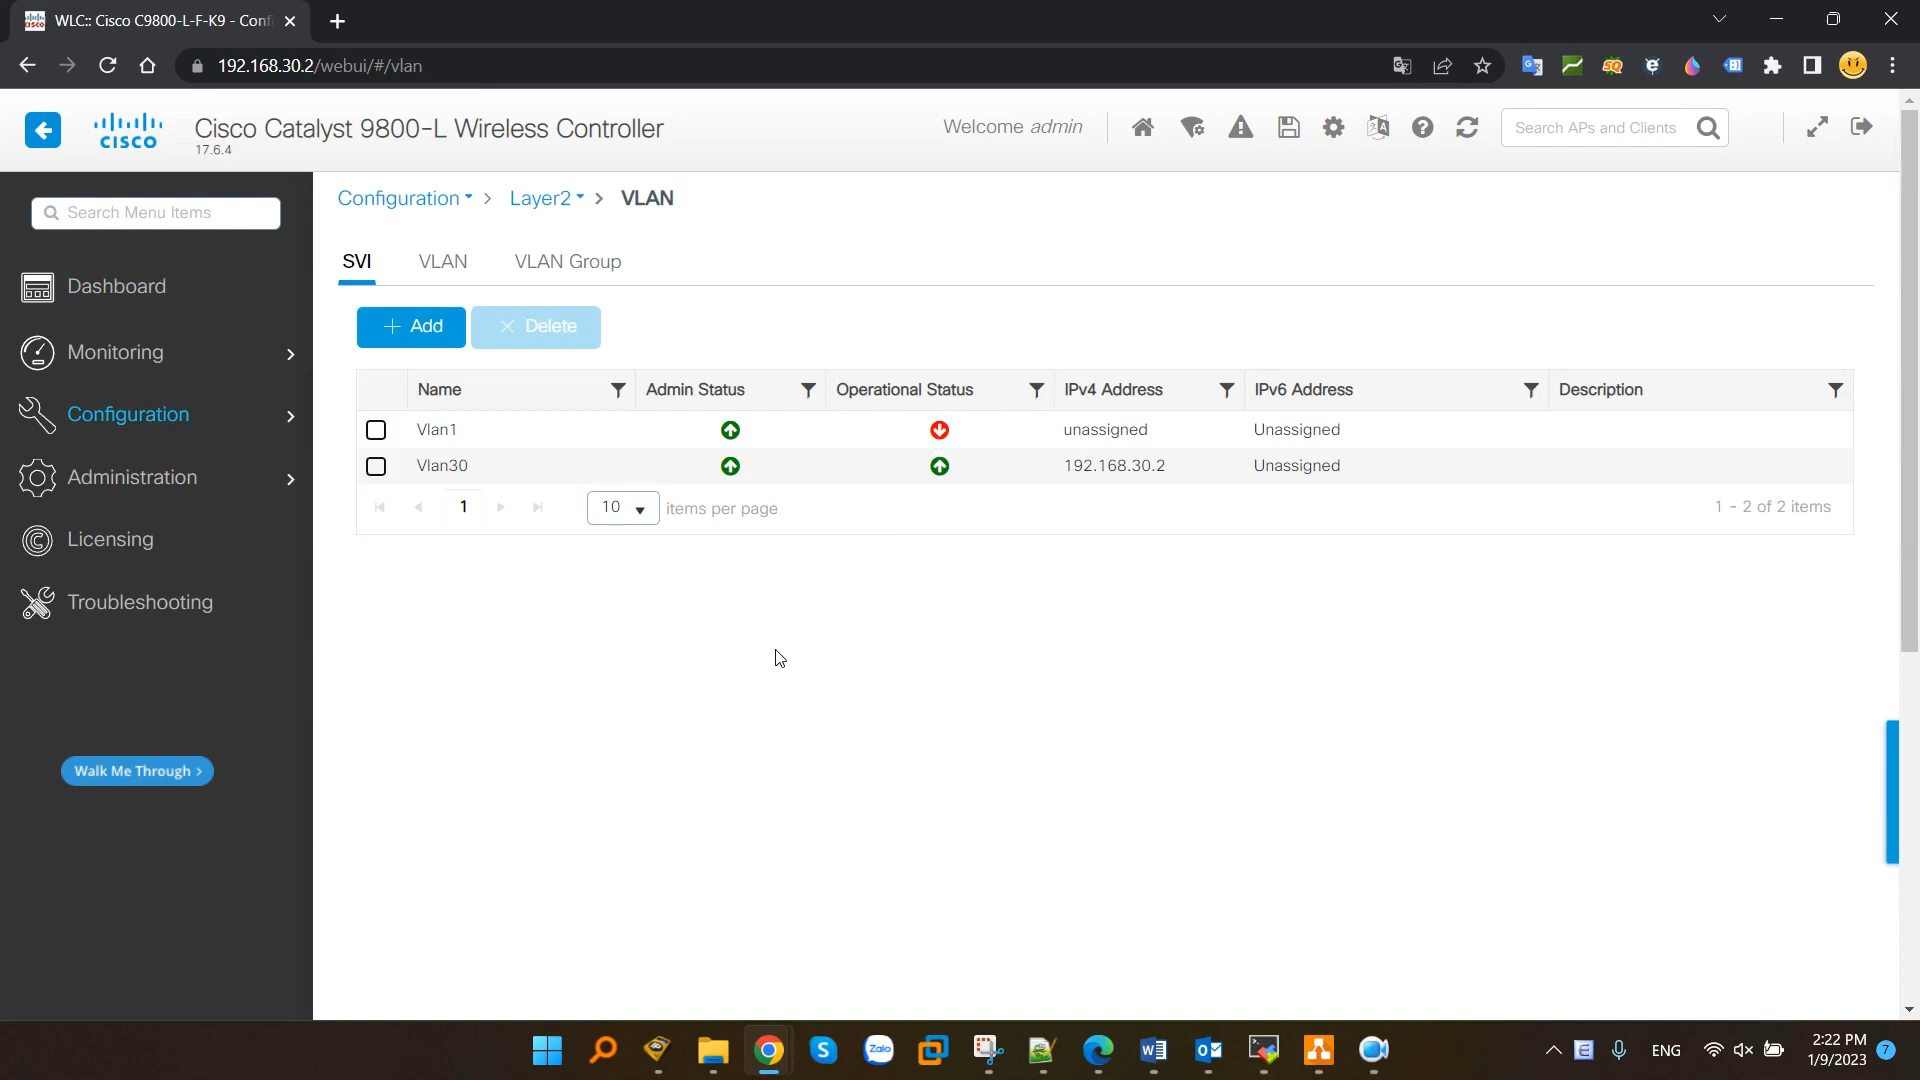 WLC:: Cisco C9800-L-F-K9 - Confi
192.168.30.2/webui/#/vlan
CISCO
Cisco Catalyst 9800-L Wireless Controller
17.6.4
Welcome admin
Search APs and Clients
Search Menu Items
Dashboard
Monitoring
Configuration
Administration
Licensing
Troubleshooting
Walk Me Through >
Configuration > Layer2 > VLAN
SVI VLAN VLAN Group
+ Add × Delete
Name Admin Status Operational Status IPv4 Address IPv6 Address Description
Vlan1 unassigned Unassigned
Vlan30 192.168.30.2 Unassigned
1 10 items per page 1 - 2 of 2 items
Zalo
ENG
2:22 PM
1/9/2023
7